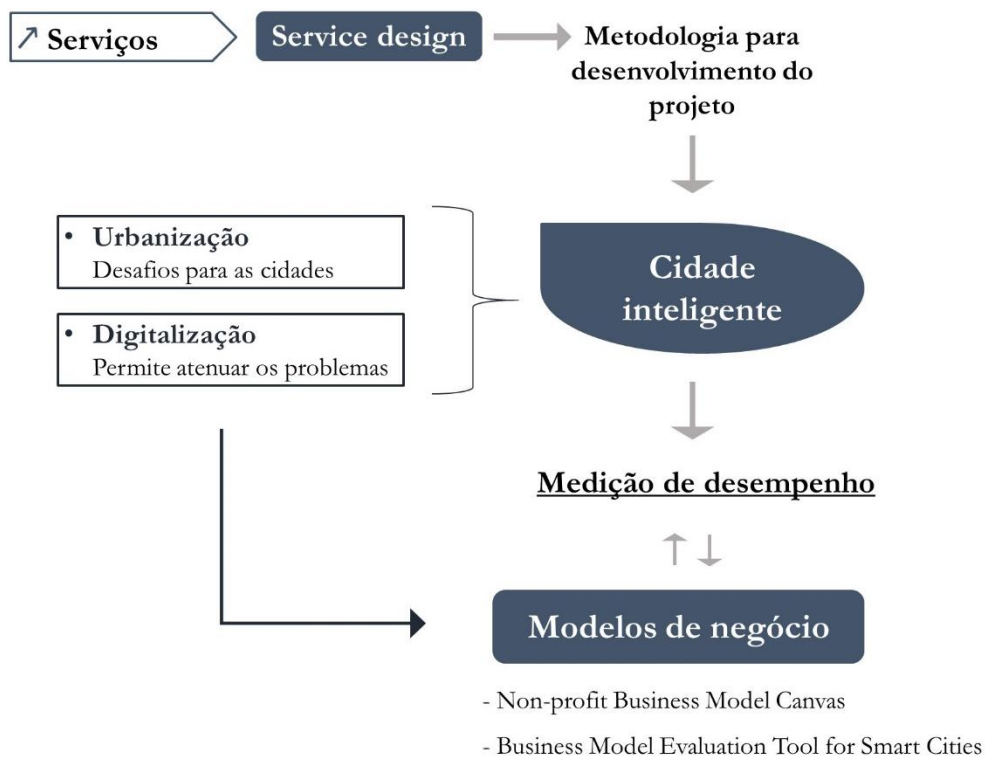 ↗ Serviços
Service design
Metodologia para
desenvolvimento do
projeto
• Urbanização
Desafios para as cidades
• Digitalização
Permite atenuar os problemas
Cidade
inteligente
Medição de desempenho
↑ ↓
Modelos de negócio
- Non-profit Business Model Canvas
- Business Model Evaluation Tool for Smart Cities